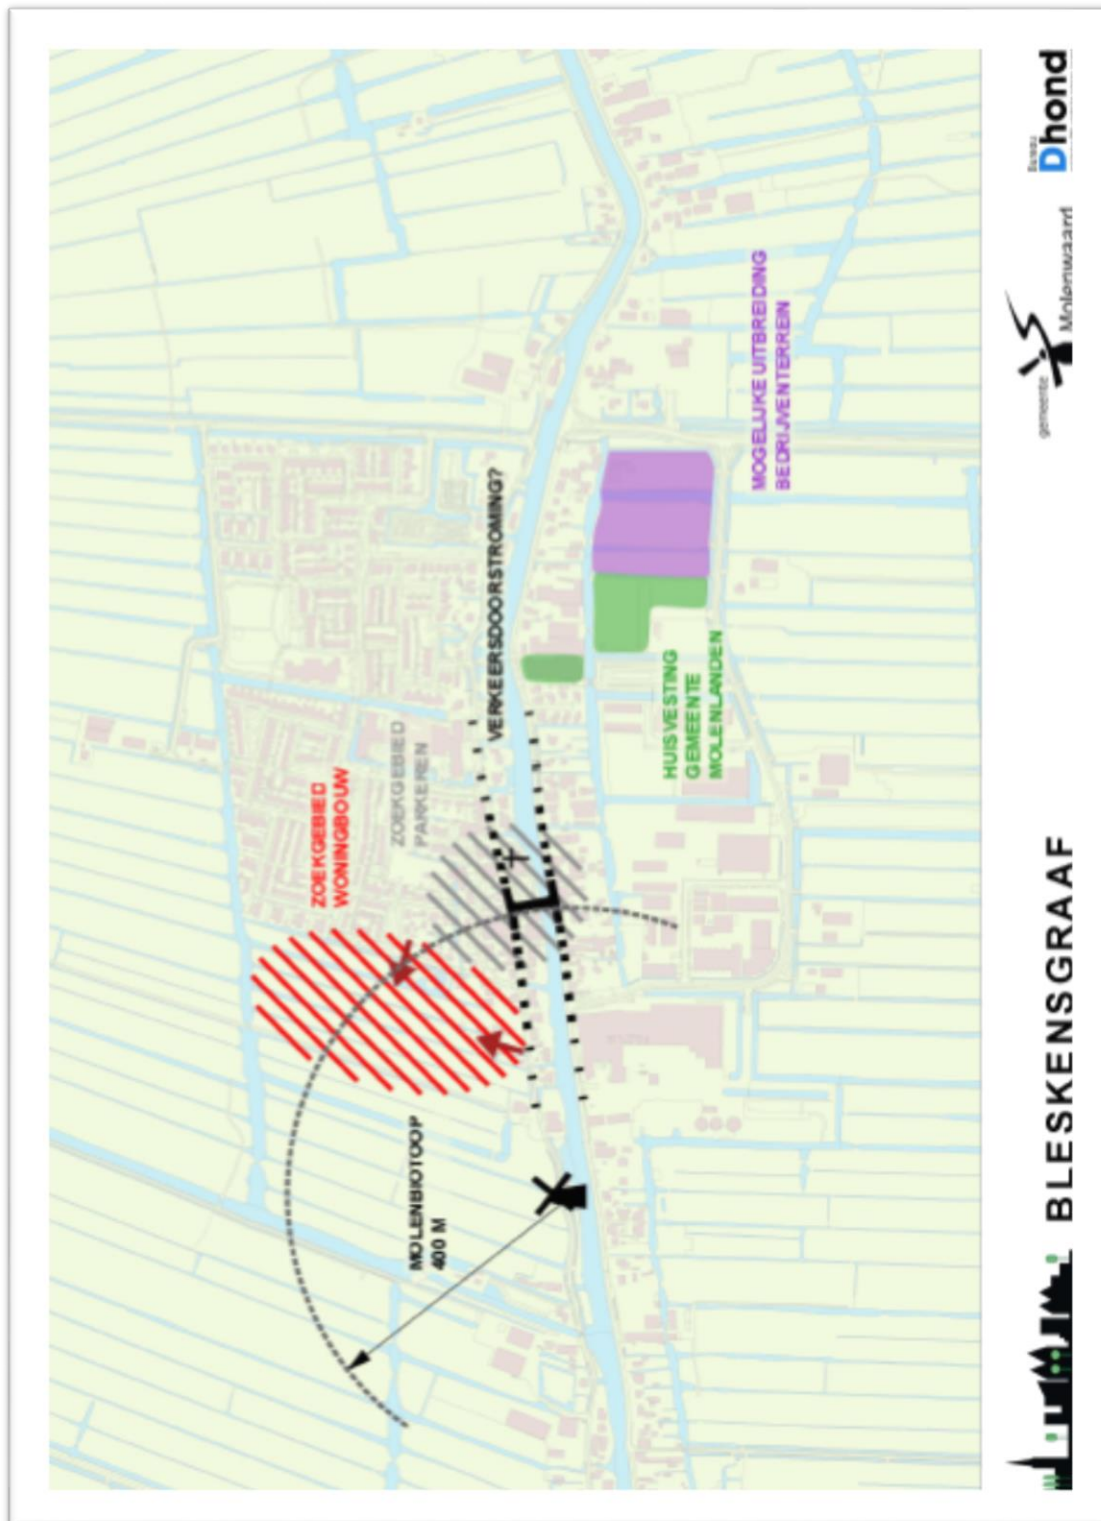 ZOEKGEBIED
WONINGBOUW
ZOEKGEBIED
PARKEREN
MOLENBIOTOOP
400 M
VERKEERSDOORSTROMING?
HUISVESTING
GEMEENTE
MOLENLANDEN
MOGELIJKE UITBREIDING
BEDRIJVENTERREIN
BLESKENSGRAAF
gemeente
Molenwaard
Bureau
Dhond